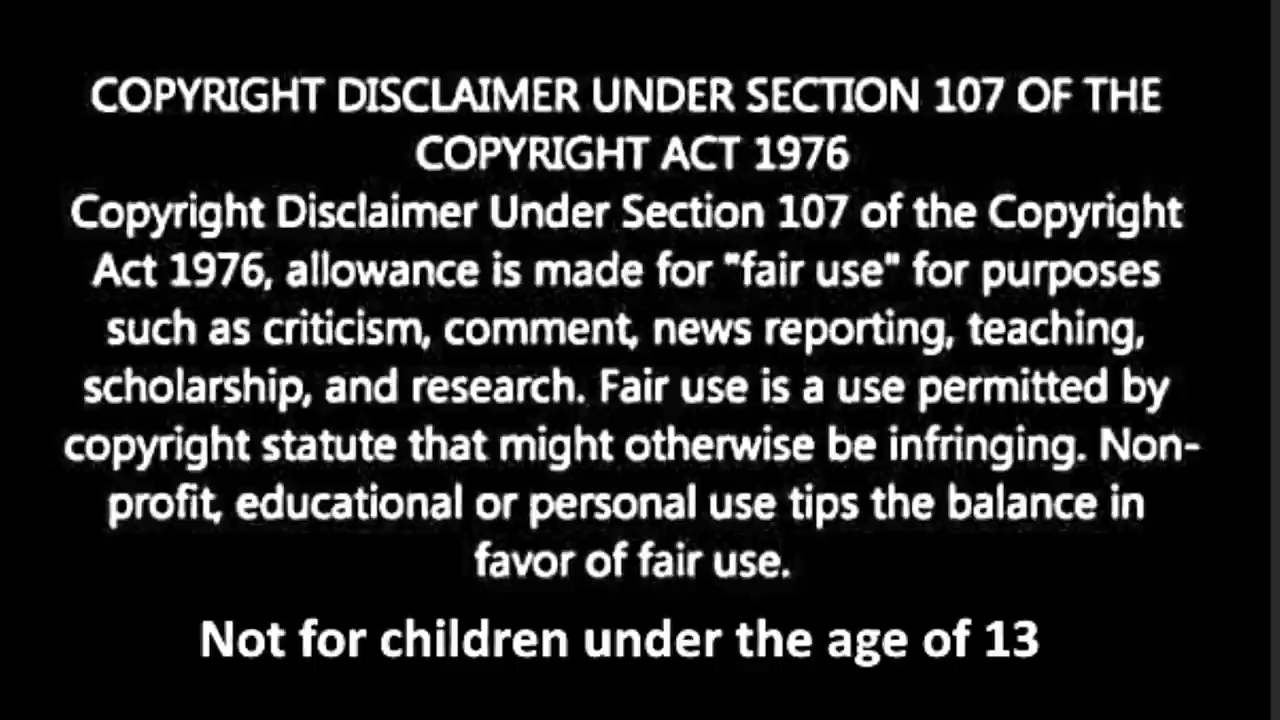 COPYRIGHT DISCLAIMER UNDER SECTION 107 OF THE
COPYRIGHT ACT 1976
Copyright Disclaimer Under Section 107 of the Copyright
Act 1976, allowance is made for "fair use" for purposes
such as criticism, comment, news reporting, teaching,
scholarship, and research. Fair use is a use permitted by
copyright statute that might otherwise be infringing. Non-
profit, educational or personal use tips the balance in
favor of fair use.
Not for children under the age of 13